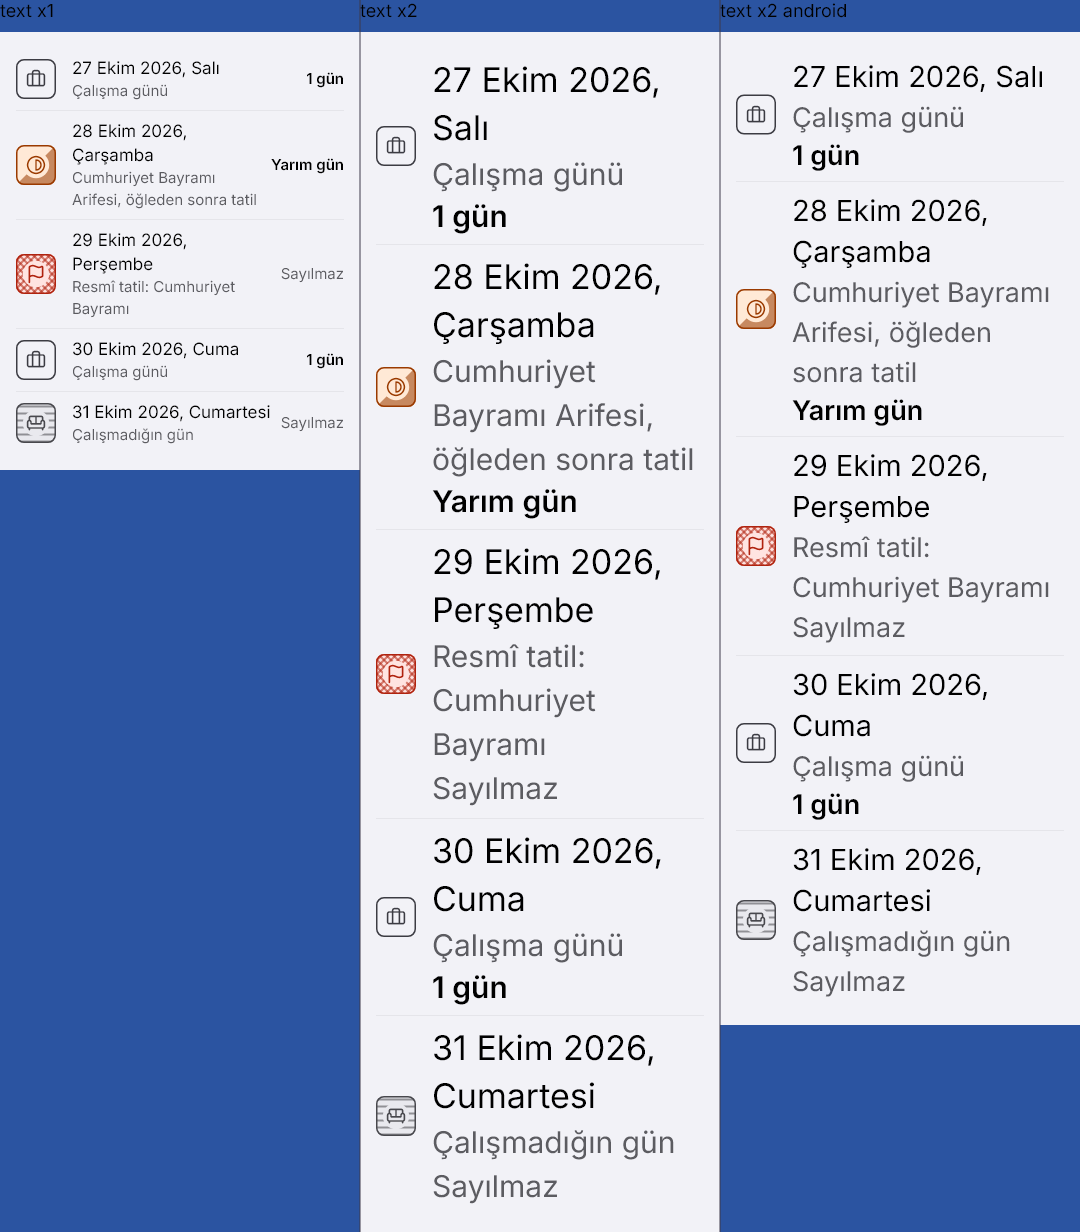 text x1
27 Ekim 2026, Salı
Çalışma günü
1 gün
28 Ekim 2026,
Çarşamba
Cumhuriyet Bayramı
Arifesi, öğleden sonra tatil
Yarım gün
29 Ekim 2026,
Perşembe
Resmî tatil: Cumhuriyet
Bayramı
Sayılmaz
30 Ekim 2026, Cuma
Çalışma günü
1 gün
31 Ekim 2026, Cumartesi
Çalışmadığın gün
Sayılmaz
text x2
27 Ekim 2026,
Salı
Çalışma günü
1 gün
28 Ekim 2026,
Çarşamba
Cumhuriyet
Bayramı Arifesi,
öğleden sonra tatil
Yarım gün
29 Ekim 2026,
Perşembe
Resmî tatil:
Cumhuriyet
Bayramı
Sayılmaz
30 Ekim 2026,
Cuma
Çalışma günü
1 gün
31 Ekim 2026,
Cumartesi
Çalışmadığın gün
Sayılmaz
text x2 android
27 Ekim 2026, Salı
Çalışma günü
1 gün
28 Ekim 2026,
Çarşamba
Cumhuriyet Bayramı
Arifesi, öğleden
sonra tatil
Yarım gün
29 Ekim 2026,
Perşembe
Resmî tatil:
Cumhuriyet Bayramı
Sayılmaz
30 Ekim 2026,
Cuma
Çalışma günü
1 gün
31 Ekim 2026,
Cumartesi
Çalışmadığın gün
Sayılmaz